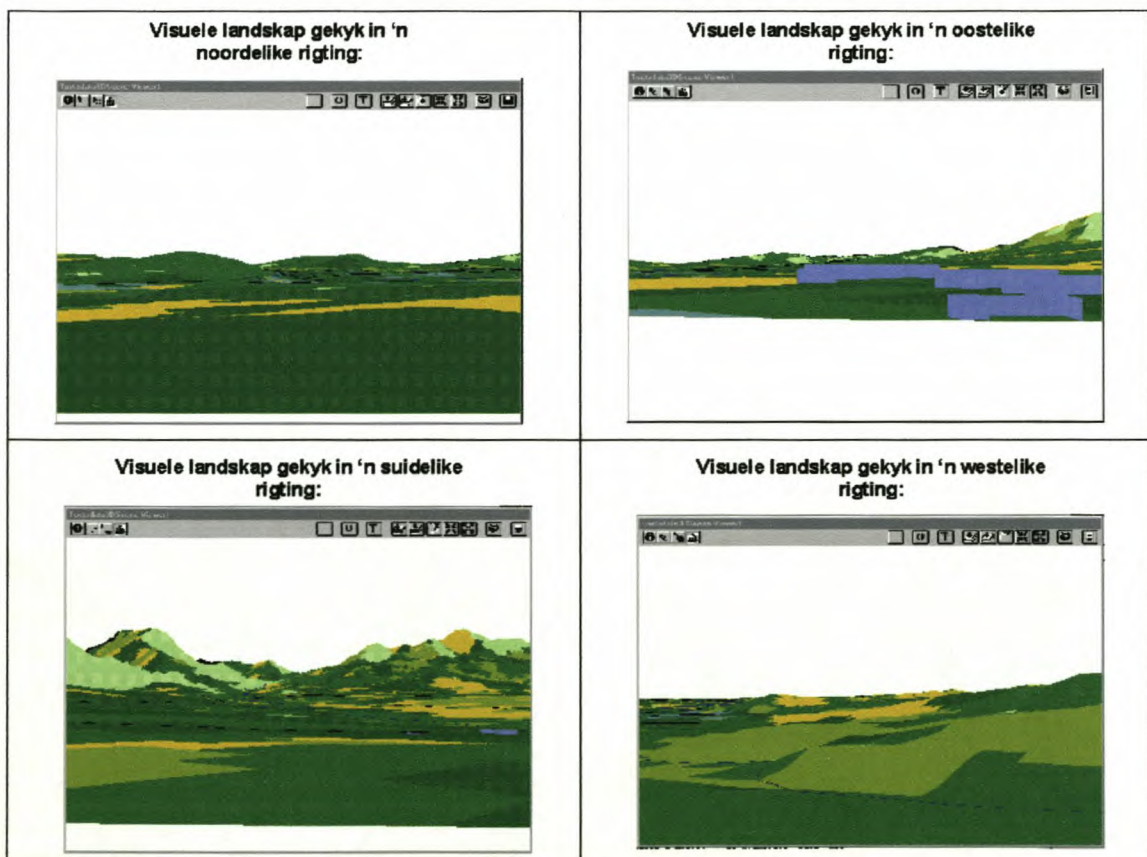 Visuele landskap gekyk in ‘n
noordelike rigting:
Visuele landskap gekyk in ‘n oostelike
rigting:
Visuele landskap gekyk in ‘n suidelike
rigting:
Visuele landskap gekyk in ‘n westelike
rigting: